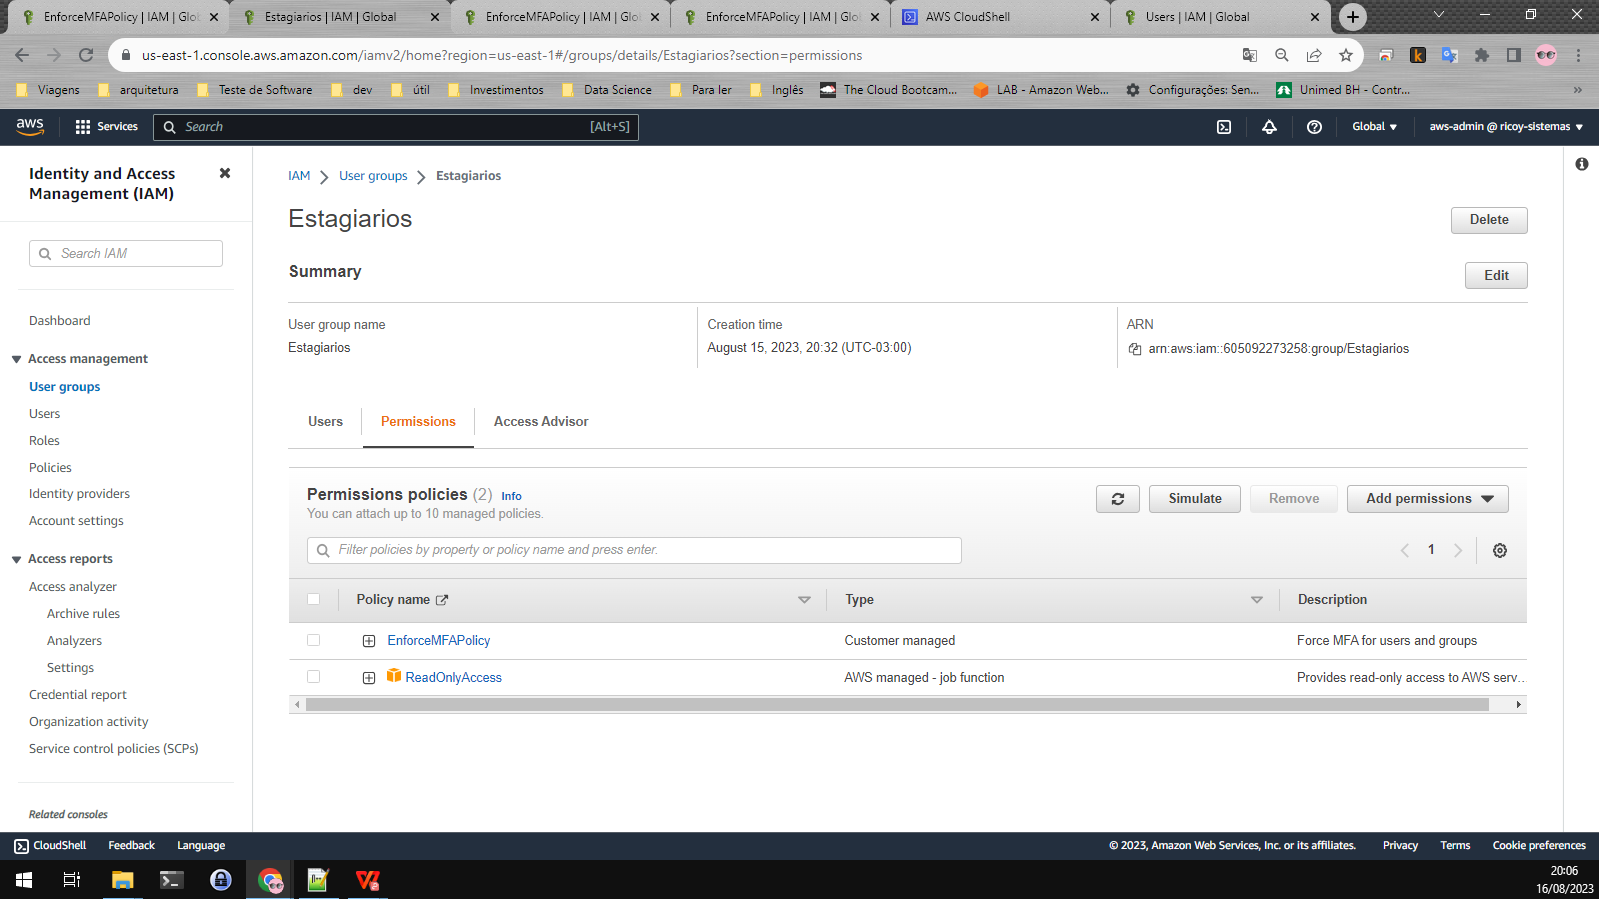 EnforceMFAPolicy | IAM | Glo
Estagiarios | IAM | Global
EnforceMFAPolicy | IAM | Glo
EnforceMFAPolicy | IAM | Glo
AWS CloudShell
Users | IAM | Global
us-east-1.console.aws.amazon.com/iamv2/home?region=us-east-1#/groups/details/Estagiarios?section=permissions
Viagens
arquitetura
Teste de Software
dev
útil
Investimentos
Data Science
Para ler
Inglês
The Cloud Bootcam...
LAB - Amazon Web...
Configurações: Sen...
Unimed BH - Contr...
aws
Services
Search
[Alt+S]
Global
aws-admin @ ricoy-sistemas
Identity and Access
Management (IAM)
Search IAM
Dashboard
Access management
User groups
Users
Roles
Policies
Identity providers
Account settings
Access reports
Access analyzer
Archive rules
Analyzers
Settings
Credential report
Organization activity
Service control policies (SCPs)
Related consoles
IAM
User groups
Estagiarios
Estagiarios
Delete
Summary
Edit
User group name
Estagiarios
Creation time
August 15, 2023, 20:32 (UTC-03:00)
ARN
arn:aws:iam::605092273258:group/Estagiarios
Users
Permissions
Access Advisor
Permissions policies (2) Info
You can attach up to 10 managed policies.
Simulate
Remove
Add permissions
Filter policies by property or policy name and press enter.
1
Policy name
Type
Description
EnforceMFAPolicy
Customer managed
Force MFA for users and groups
ReadOnlyAccess
AWS managed - job function
Provides read-only access to AWS serv...
CloudShell
Feedback
Language
© 2023, Amazon Web Services, Inc. or its affiliates.
Privacy
Terms
Cookie preferences
20:06
16/08/2023